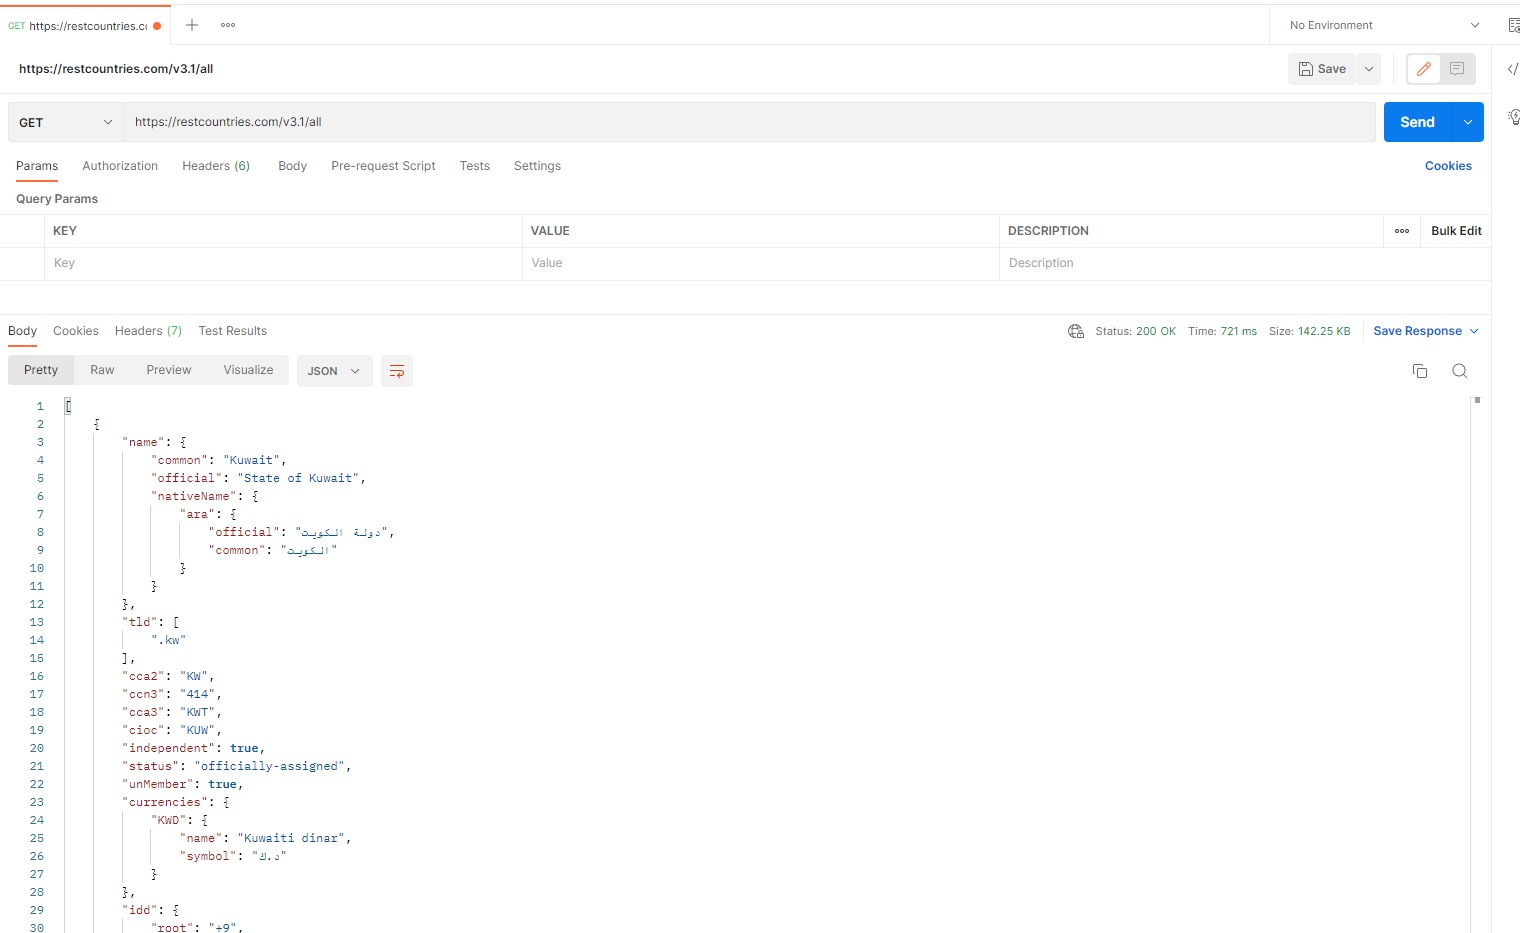 GET https://restcountries.co
No Environment
https://restcountries.com/v3.1/all
Save
GET https://restcountries.com/v3.1/all Send
Params Authorization Headers (6) Body Pre-request Script Tests Settings Cookies
Query Params
KEY VALUE DESCRIPTION Bulk Edit
Key Value Description
Body Cookies Headers (7) Test Results Status: 200 OK Time: 721 ms Size: 142.25 KB Save Response
Pretty Raw Preview Visualize JSON
1 [
2 {
3 "name": {
4 "common": "Kuwait",
5 "official": "State of Kuwait",
6 "nativeName": {
7 "ara": {
8 "official": "دولة الكويت",
9 "common": "الكويت"
10 }
11 }
12 },
13 "tld": [
14 ".kw"
15 ],
16 "cca2": "KW",
17 "ccn3": "414",
18 "cca3": "KWT",
19 "cioc": "KUW",
20 "independent": true,
21 "status": "officially-assigned",
22 "unMember": true,
23 "currencies": {
24 "KWD": {
25 "name": "Kuwaiti dinar",
26 "symbol": "د.ك"
27 }
28 },
29 "idd": {
30 "root": "+9",